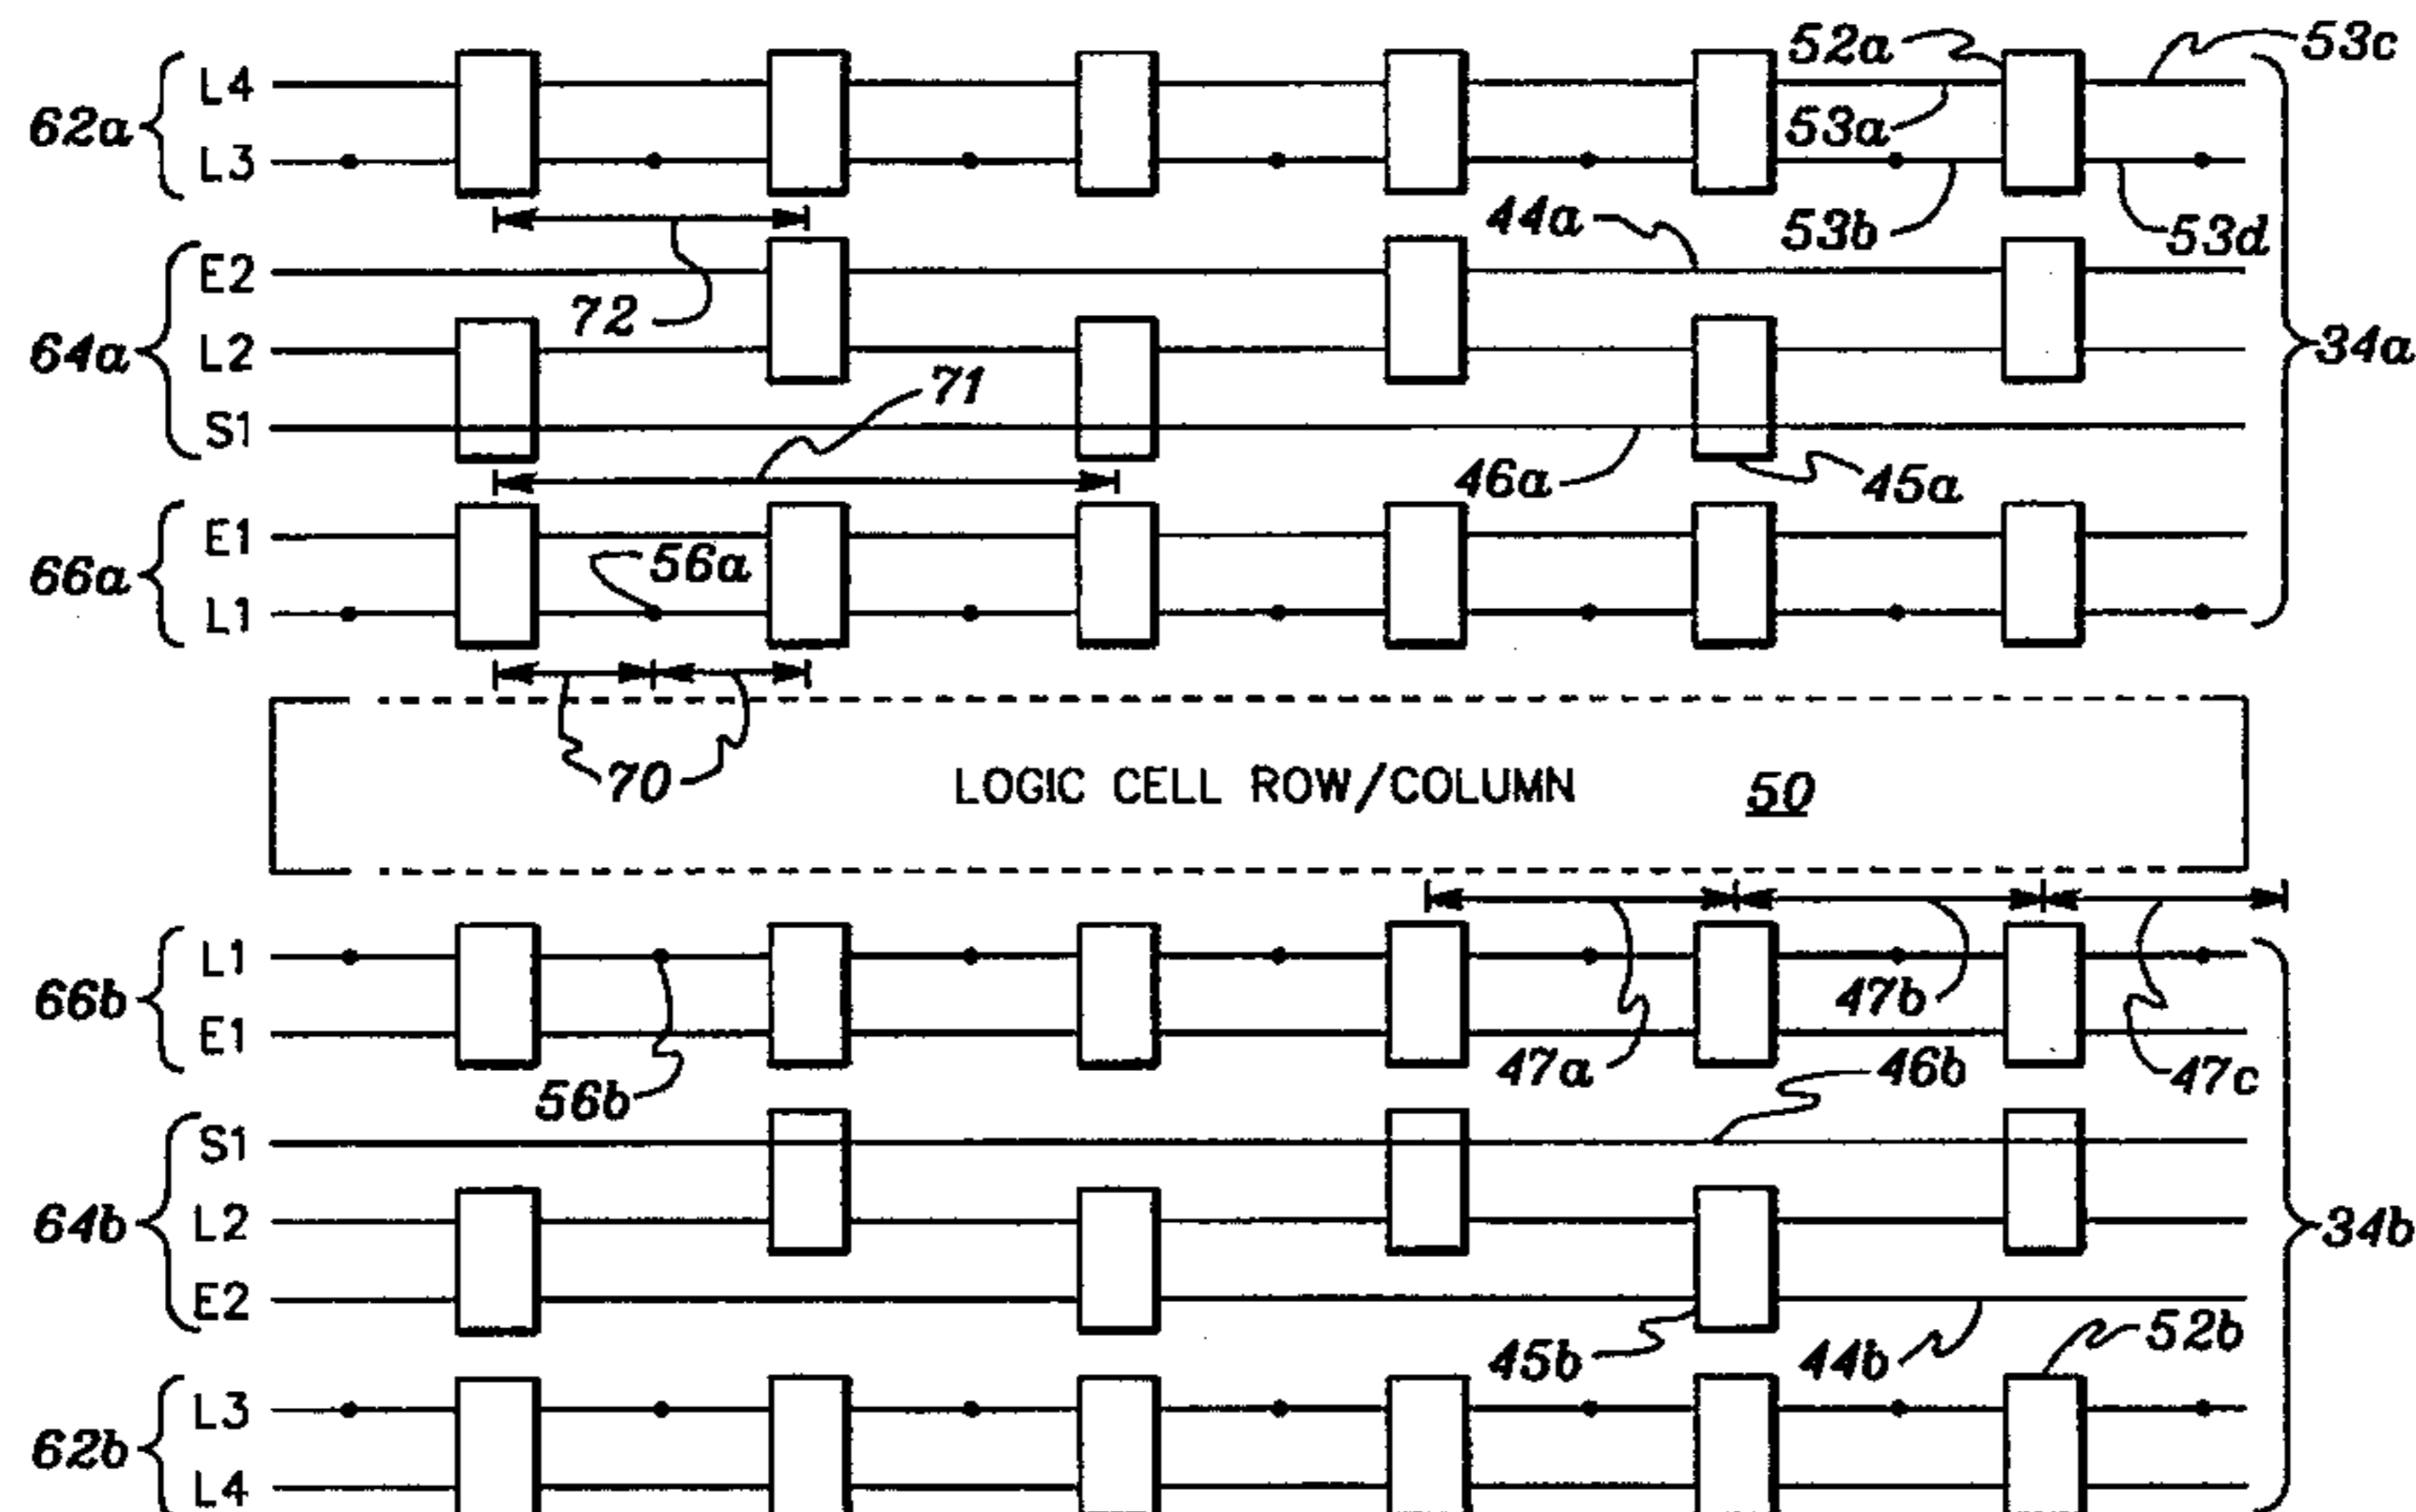 52a
53c
L4
62a
53a
L3
44a
53b
53d
E2
72
64a
L2
34a
71
S1
46a
45a
E1
56a
66a
L1
70
LOGIC CELL ROW/COLUMN 50
L1
66b
47b
E1
47a
46b
47c
56b
S1
64b
L2
34b
E2
45b
44b
52b
L3
62b
L4